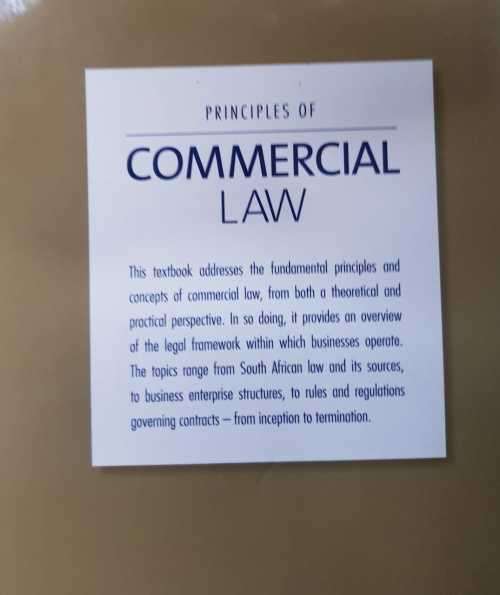 PRINCIPLES OF
COMMERCIAL
LAW
This textbook addresses the fundamental principles and
concepts of commercial law, from both a theoretical and
practical perspective. In so doing, it provides an overview
of the legal framework within which businesses operate.
The topics range from South African law and its sources,
to business enterprise structures, to rules and regulations
governing contracts – from inception to termination.